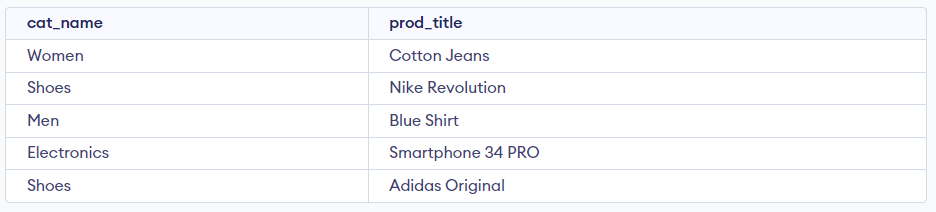 cat_name prod_title
Women Cotton Jeans
Shoes Nike Revolution
Men Blue Shirt
Electronics Smartphone 34 PRO
Shoes Adidas Original